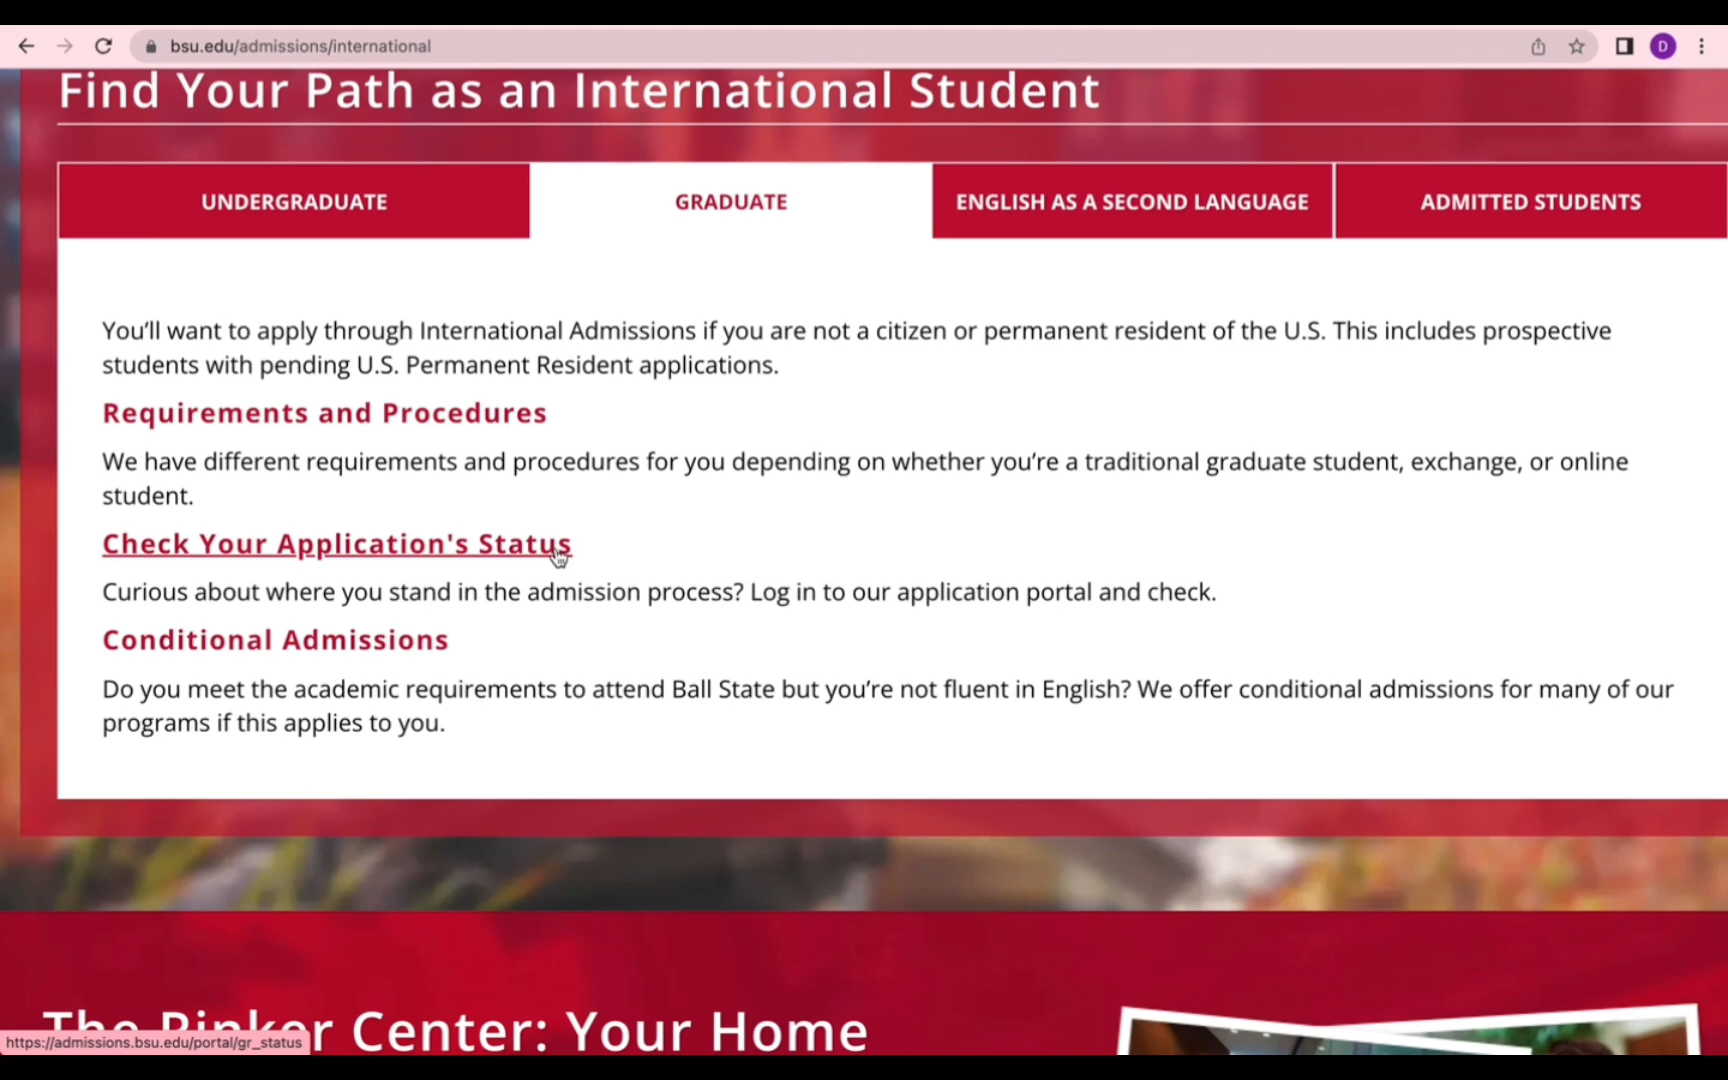 bsu.edu/admissions/international
D
Find Your Path as an International Student
UNDERGRADUATE
GRADUATE
ENGLISH AS A SECOND LANGUAGE
ADMITTED STUDENTS
You’ll want to apply through International Admissions if you are not a citizen or permanent resident of the U.S. This includes prospective
students with pending U.S. Permanent Resident applications.
Requirements and Procedures
We have different requirements and procedures for you depending on whether you’re a traditional graduate student, exchange, or online
student.
Check Your Application's Status
Curious about where you stand in the admission process? Log in to our application portal and check.
Conditional Admissions
Do you meet the academic requirements to attend Ball State but you’re not fluent in English? We offer conditional admissions for many of our
programs if this applies to you.
The Rinker Center: Your Home
https://admissions.bsu.edu/portal/gr_status